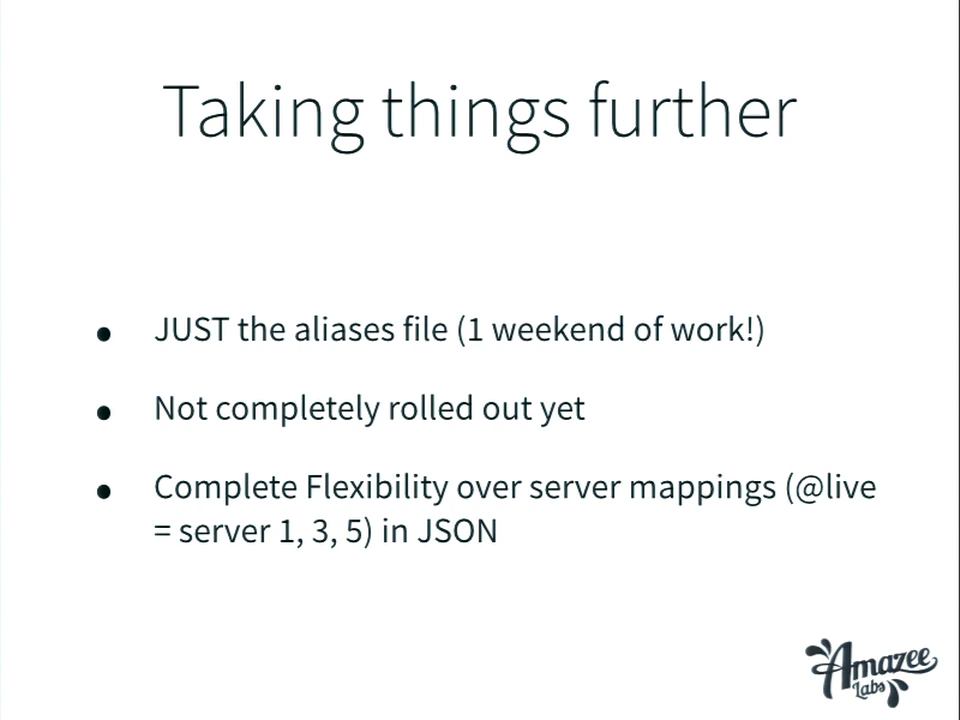 Taking things further
JUST the aliases file (1 weekend of work!)
Not completely rolled out yet
Complete Flexibility over server mappings (@live
= server 1, 3, 5) in JSON
Amazee
Labs